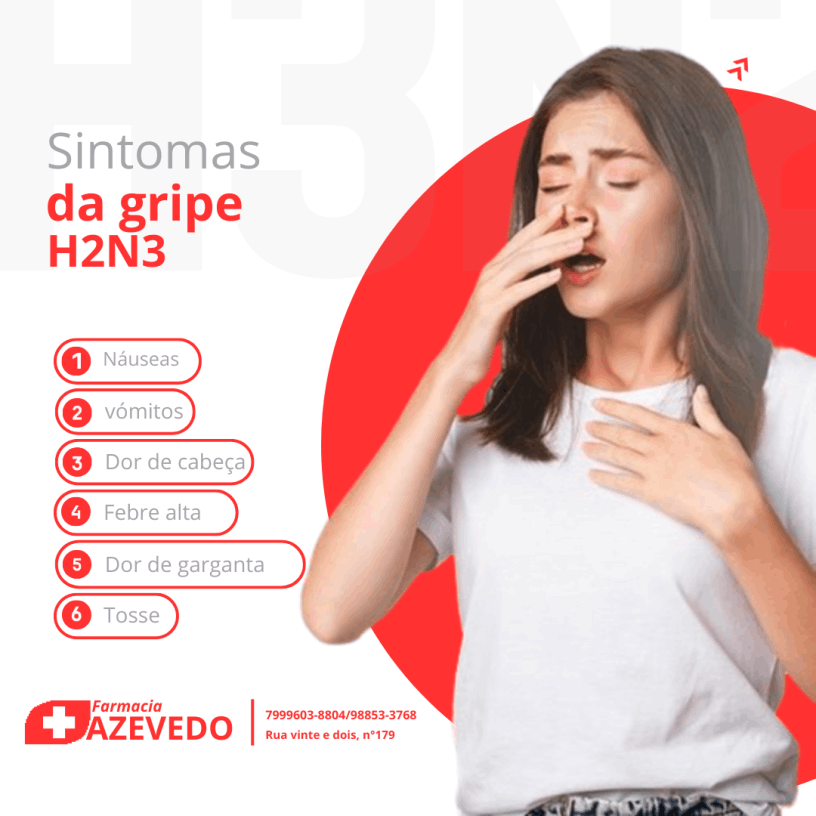 H3N2
Sintomas
da gripe
H2N3
1 Náuseas
2 vómitos
3 Dor de cabeça
4 Febre alta
5 Dor de garganta
6 Tosse
Farmacia
AZEVEDO
7999603-8804/98853-3768
Rua vinte e dois, n°179